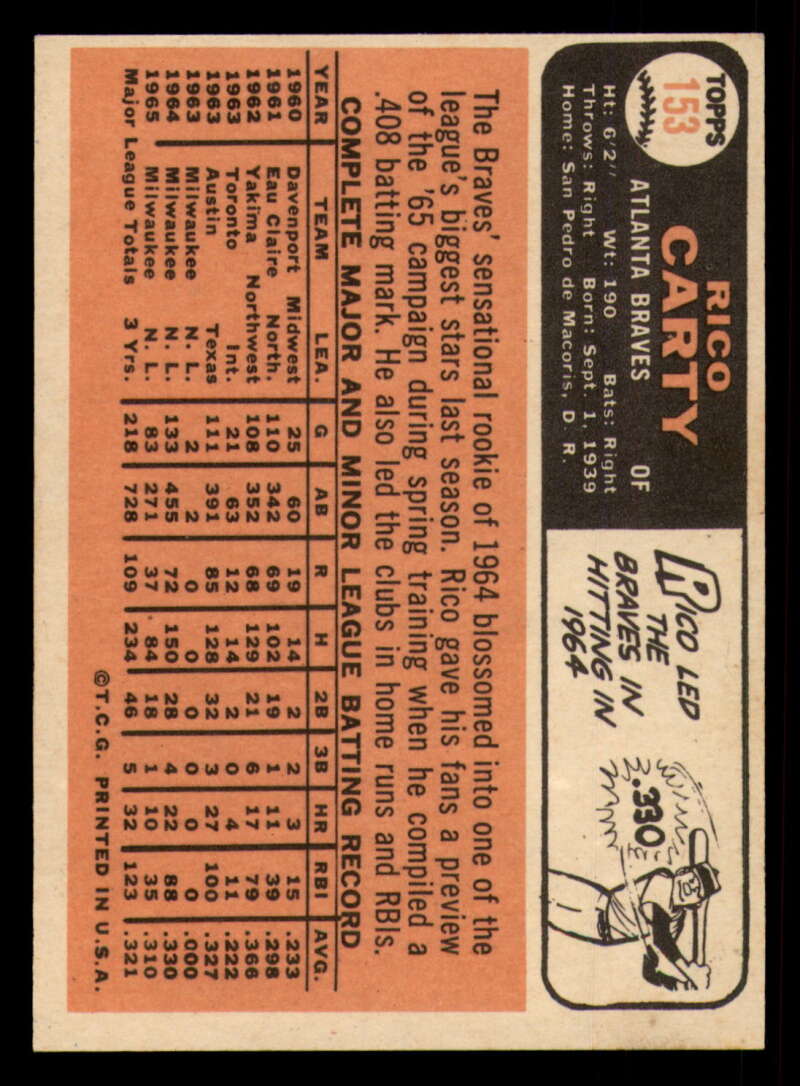 TOPPS
153
RICO
CARTY
ATLANTA BRAVES OF
Ht: 6'2" Wt: 190 Bats: Right
Throws: Right Born: Sept. 1, 1939
Home: San Pedro de Macoris, D. R.
RICO LED
THE
BRAVES IN
HITTING IN
1964
.330
The Braves' sensational rookie of 1964 blossomed into one of the
league's biggest stars last season. Rico gave his fans a preview
of the '65 campaign during spring training when he compiled a
.408 batting mark. He also led the clubs in home runs and RBIs.
COMPLETE MAJOR AND MINOR LEAGUE BATTING RECORD
YEAR TEAM LEA. G AB R H 2B 3B HR RBI AVG.
1960 Davenport Midwest 25 60 19 14 2 2 3 15 .233
1961 Eau Claire North. 110 342 69 102 19 1 11 39 .298
1962 Yakima Northwest 108 352 68 129 21 6 17 79 .366
1963 Toronto Int. 21 63 12 14 2 0 4 11 .222
1963 Austin Texas 111 391 85 128 32 3 27 100 .327
1963 Milwaukee N. L. 2 2 0 0 0 0 0 0 .000
1964 Milwaukee N. L. 133 455 72 150 28 4 22 88 .330
1965 Milwaukee N. L. 83 271 37 84 18 1 10 35 .310
Major League Totals 3 Yrs. 218 728 109 234 46 5 32 123 .321
©T.C.G. PRINTED IN U.S.A.